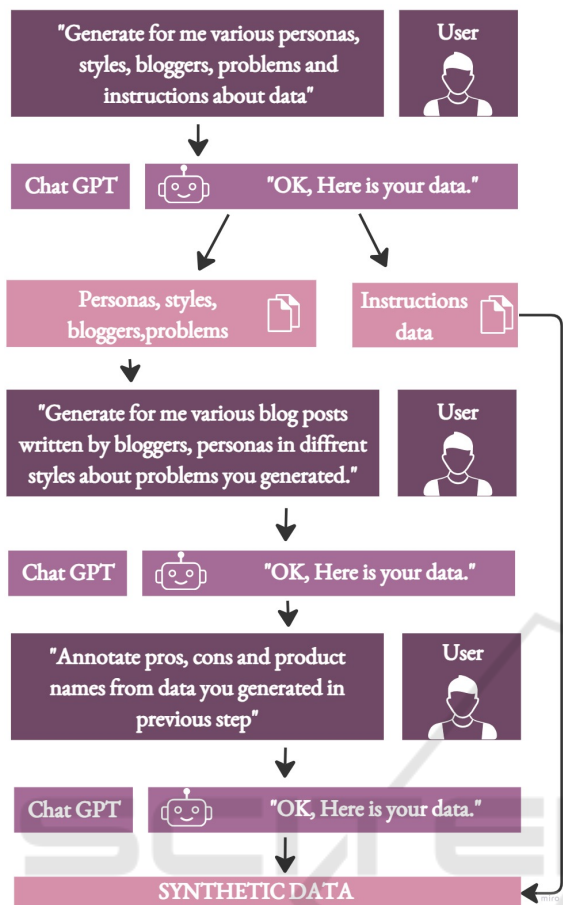 "Generate for me various personas,
styles, bloggers, problems and
instructions about data"
User
Chat GPT
"OK, Here is your data."
Personas, styles,
bloggers,problems
Instructions
data
"Generate for me various blog posts
written by bloggers, personas in diffrent
styles about problems you generated."
User
Chat GPT
"OK, Here is your data."
"Annotate pros, cons and product
names from data you generated in
previous step"
User
Chat GPT
"OK, Here is your data."
SYNTHETIC DATA
miro